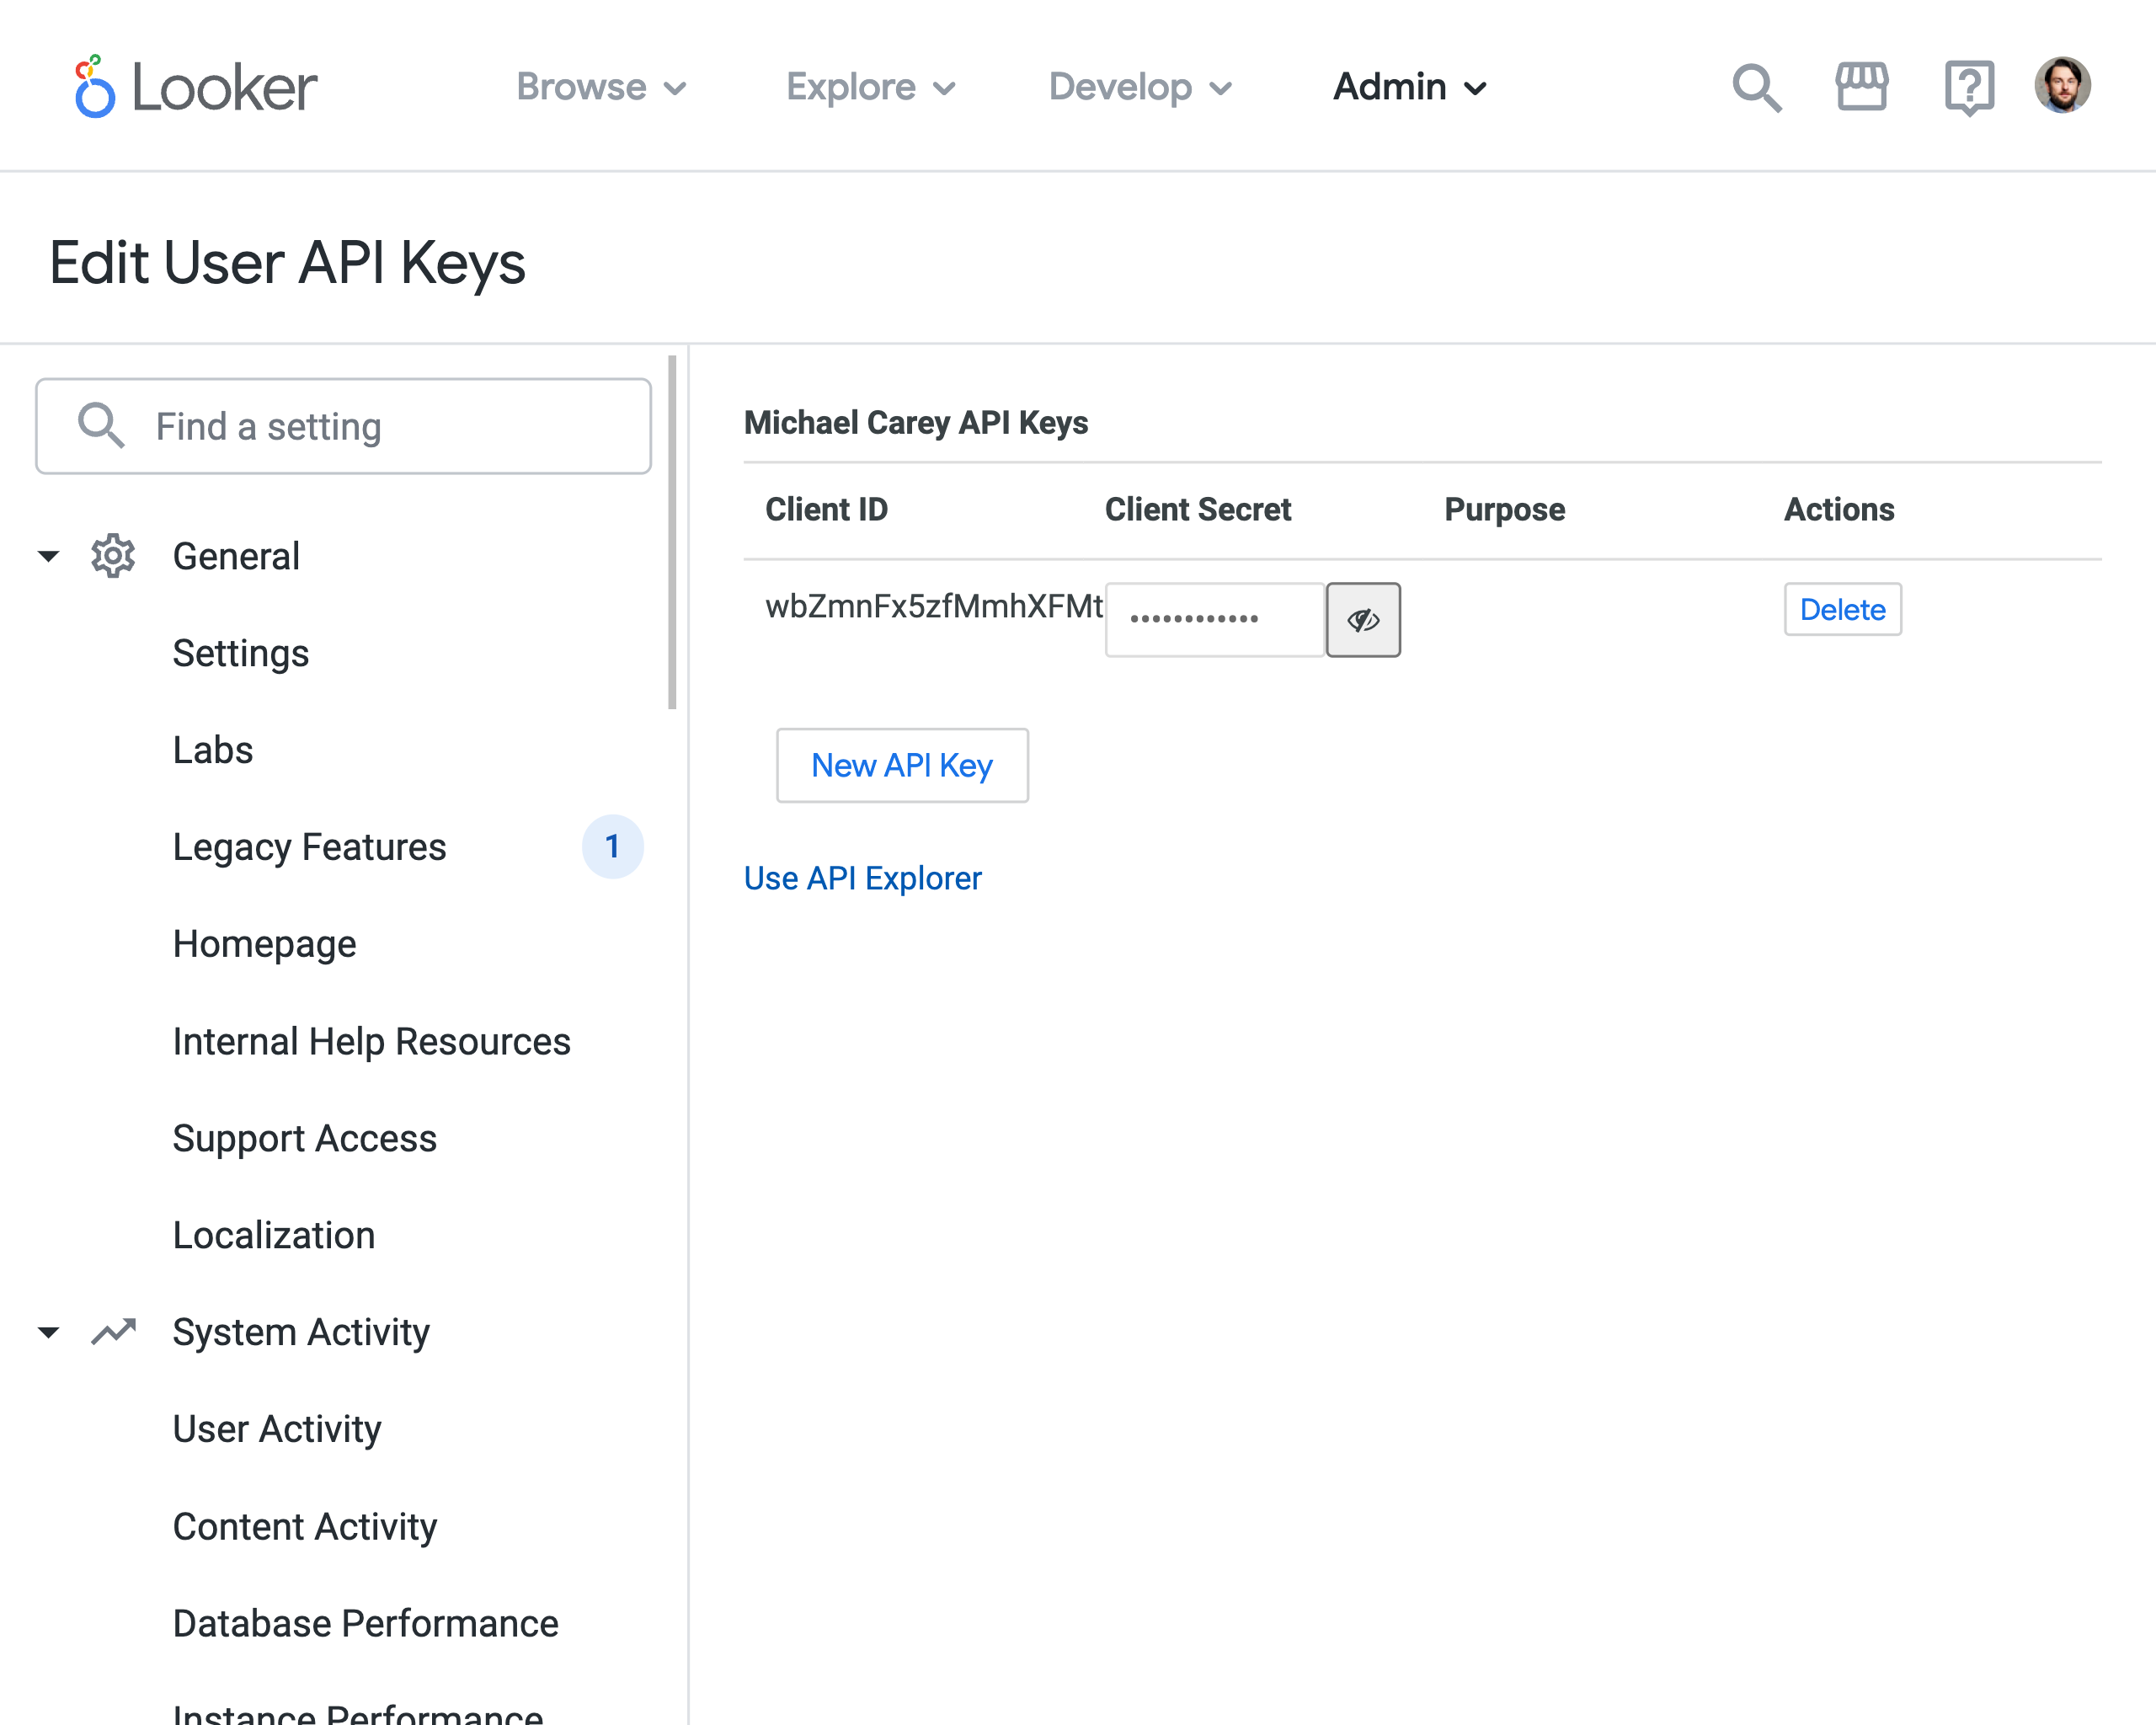 Looker Browse Explore Develop Admin
Edit User API Keys
Find a setting
General
Settings
Labs
Legacy Features 1
Homepage
Internal Help Resources
Support Access
Localization
System Activity
User Activity
Content Activity
Database Performance
Instance Performance
Michael Carey API Keys
Client ID Client Secret Purpose Actions
wbZmnFx5zfMmhXFMt •••••••••••• Delete
New API Key
Use API Explorer